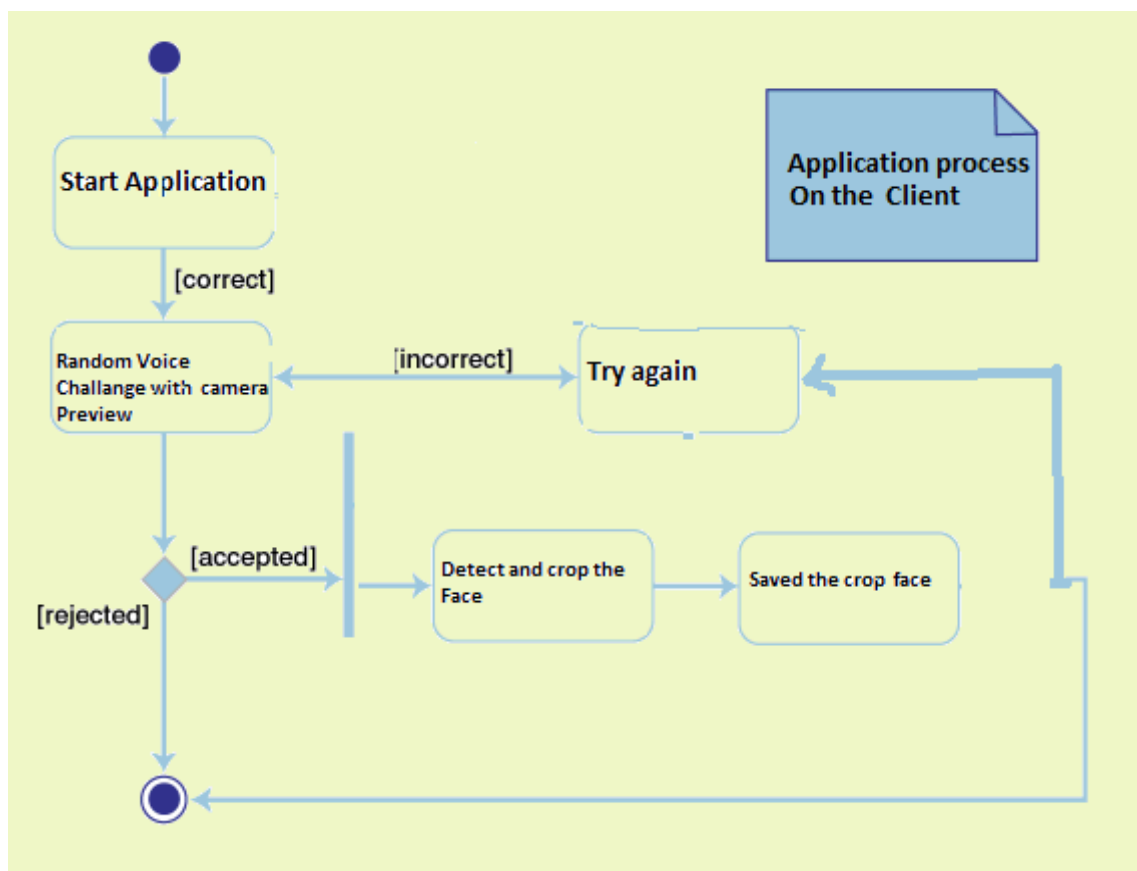 Start Application
Application process
On the Client
[correct]
Random Voice
Challange with camera
Preview
[incorrect]
Try again
[accepted]
Detect and crop the
Face
Saved the crop face
[rejected]